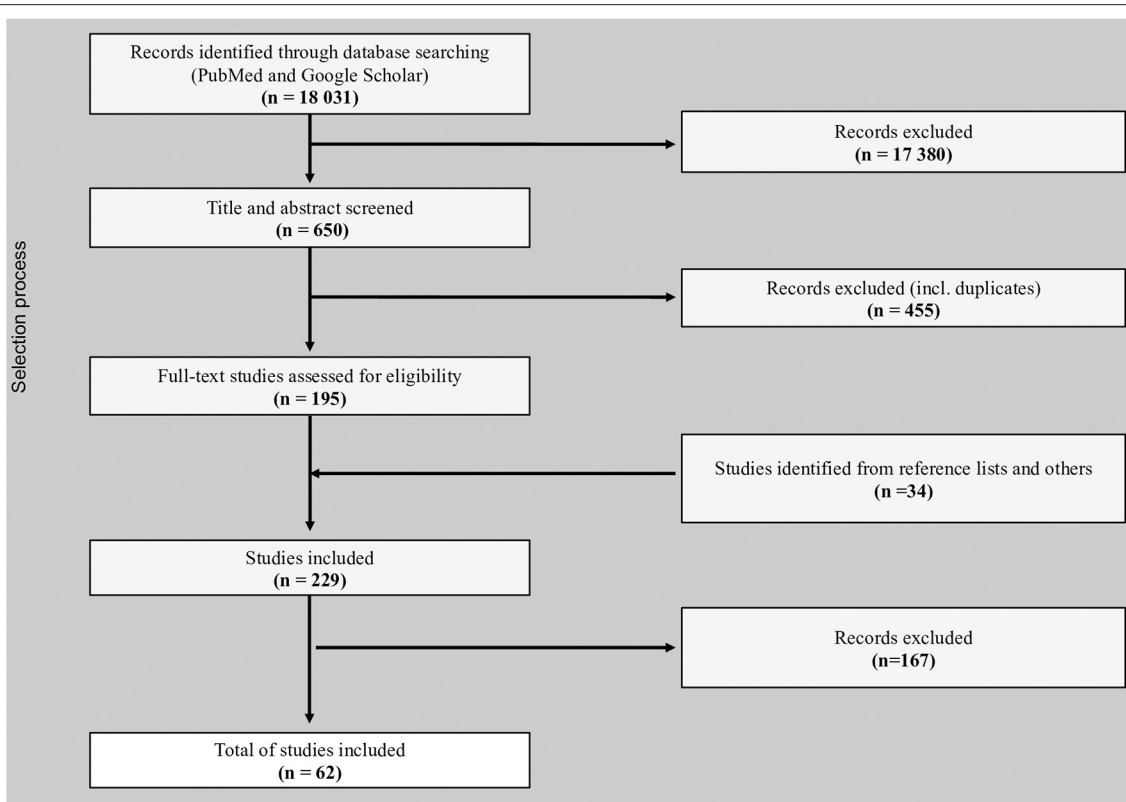 Selection process
Records identified through database searching
(PubMed and Google Scholar)
(n = 18 031)
Records excluded
(n = 17 380)
Title and abstract screened
(n = 650)
Records excluded (incl. duplicates)
(n = 455)
Full-text studies assessed for eligibility
(n = 195)
Studies identified from reference lists and others
(n =34)
Studies included
(n = 229)
Records excluded
(n=167)
Total of studies included
(n = 62)